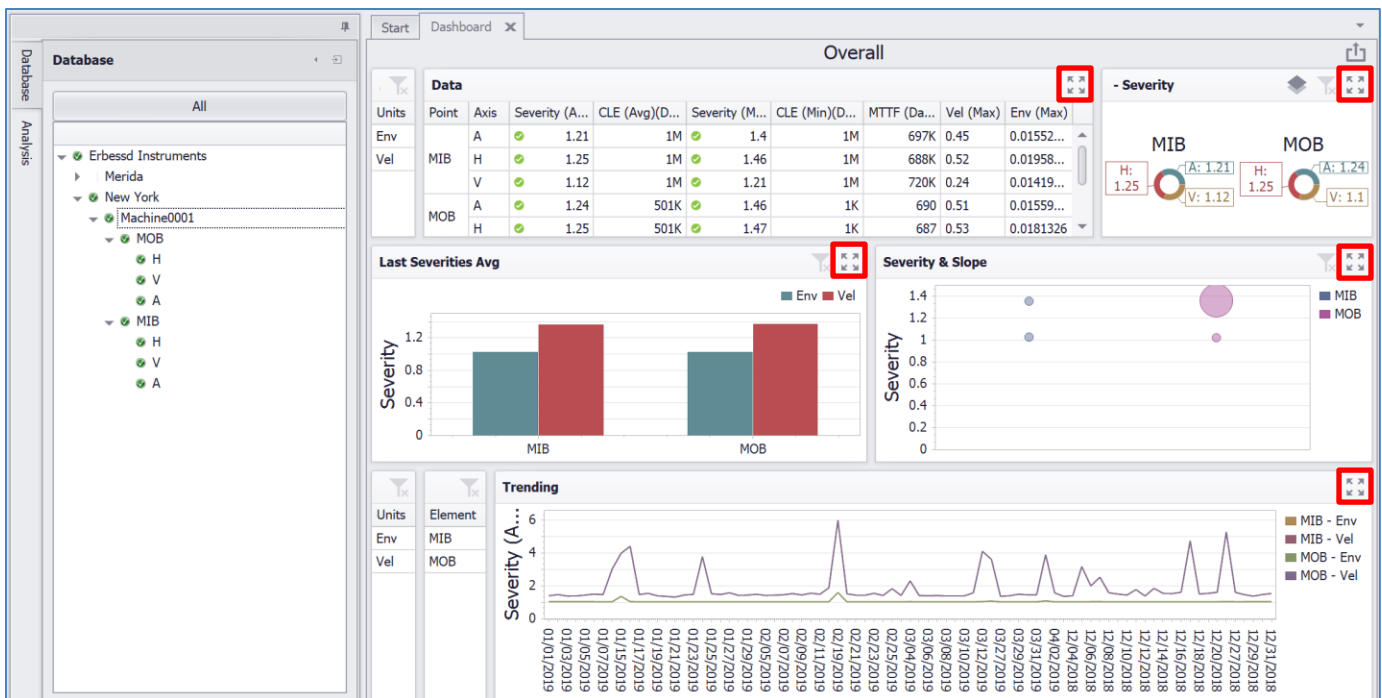 Start
Dashboard
Database
Analysis
Database
All
Erbessd Instruments
Merida
New York
Machine0001
MOB
H
V
A
MIB
H
V
A
Overall
Units
Env
Vel
Data
Point Axis Severity (A... CLE (Avg)(D... Severity (M... CLE (Min)(D... MTTF (Da... Vel (Max) Env (Max)
MIB A 1.21 1M 1.4 1M 697K 0.45 0.01552...
H 1.25 1M 1.46 1M 688K 0.52 0.01958...
V 1.12 1M 1.21 1M 720K 0.24 0.01419...
MOB A 1.24 501K 1.46 1K 690 0.51 0.01559...
H 1.25 501K 1.47 1K 687 0.53 0.0181326
- Severity
MIB
H: 1.25
A: 1.21
V: 1.12
MOB
H: 1.25
A: 1.24
V: 1.1
Last Severities Avg
Env Vel
Severity
1.2
0.8
0.4
0
MIB MOB
Severity & Slope
Severity
1.4
1.2
1
0.8
0.6
0.4
0.2
0
MIB
MOB
Units
Env
Vel
Element
MIB
MOB
Trending
Severity (A...
6
4
2
0
MIB - Env
MIB - Vel
MOB - Env
MOB - Vel
01/01/2019
01/03/2019
01/05/2019
01/07/2019
01/15/2019
01/17/2019
01/19/2019
01/21/2019
01/23/2019
01/25/2019
01/27/2019
01/29/2019
02/05/2019
02/07/2019
02/09/2019
02/11/2019
02/19/2019
02/21/2019
02/23/2019
02/25/2019
03/04/2019
03/06/2019
03/08/2019
03/10/2019
03/12/2019
03/27/2019
03/29/2019
03/31/2019
04/02/2019
12/04/2018
12/06/2018
12/08/2018
12/10/2018
12/12/2018
12/14/2018
12/16/2018
12/18/2018
12/20/2018
12/27/2018
12/29/2018
12/31/2018